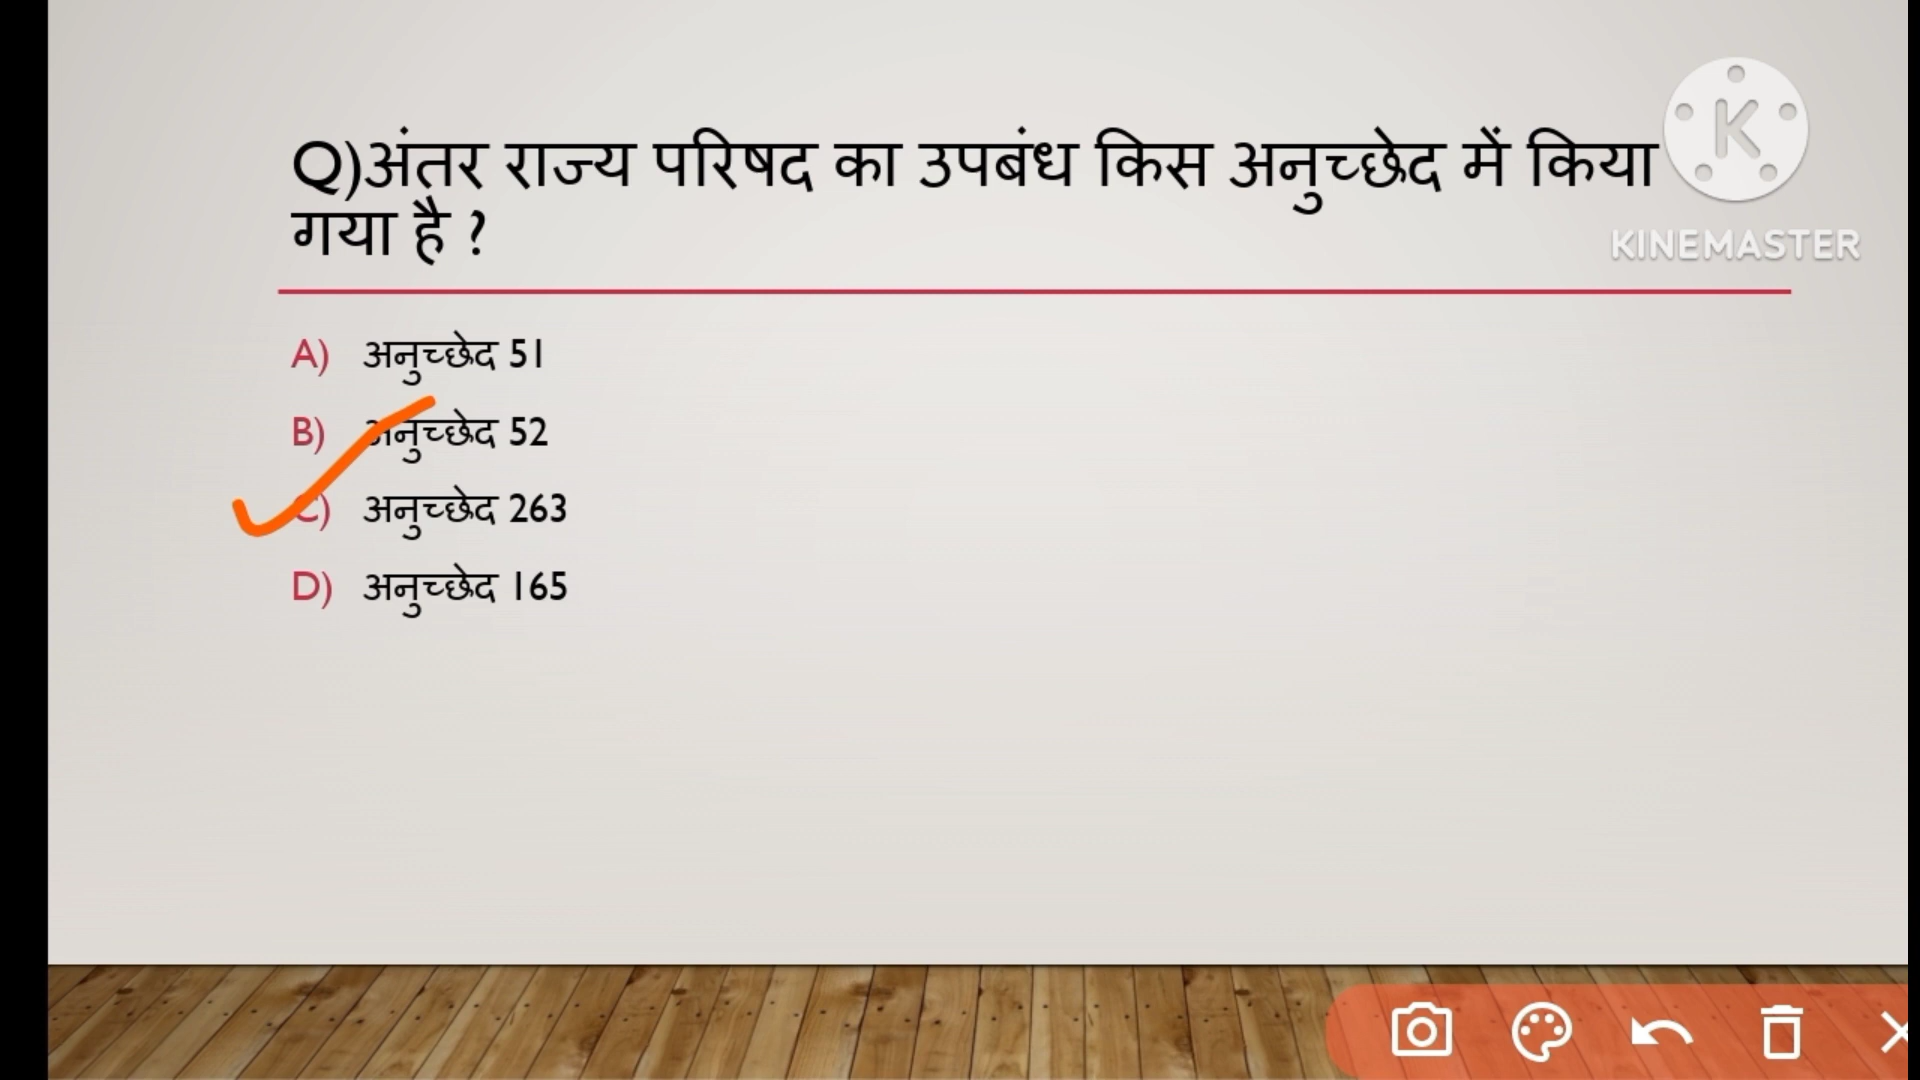 Q)अंतर राज्य परिषद का उपबंध किस अनुच्छेद में किया
गया है ?
K
KINEMASTER
A) अनुच्छेद 51
B) अनुच्छेद 52
C) अनुच्छेद 263
D) अनुच्छेद 165